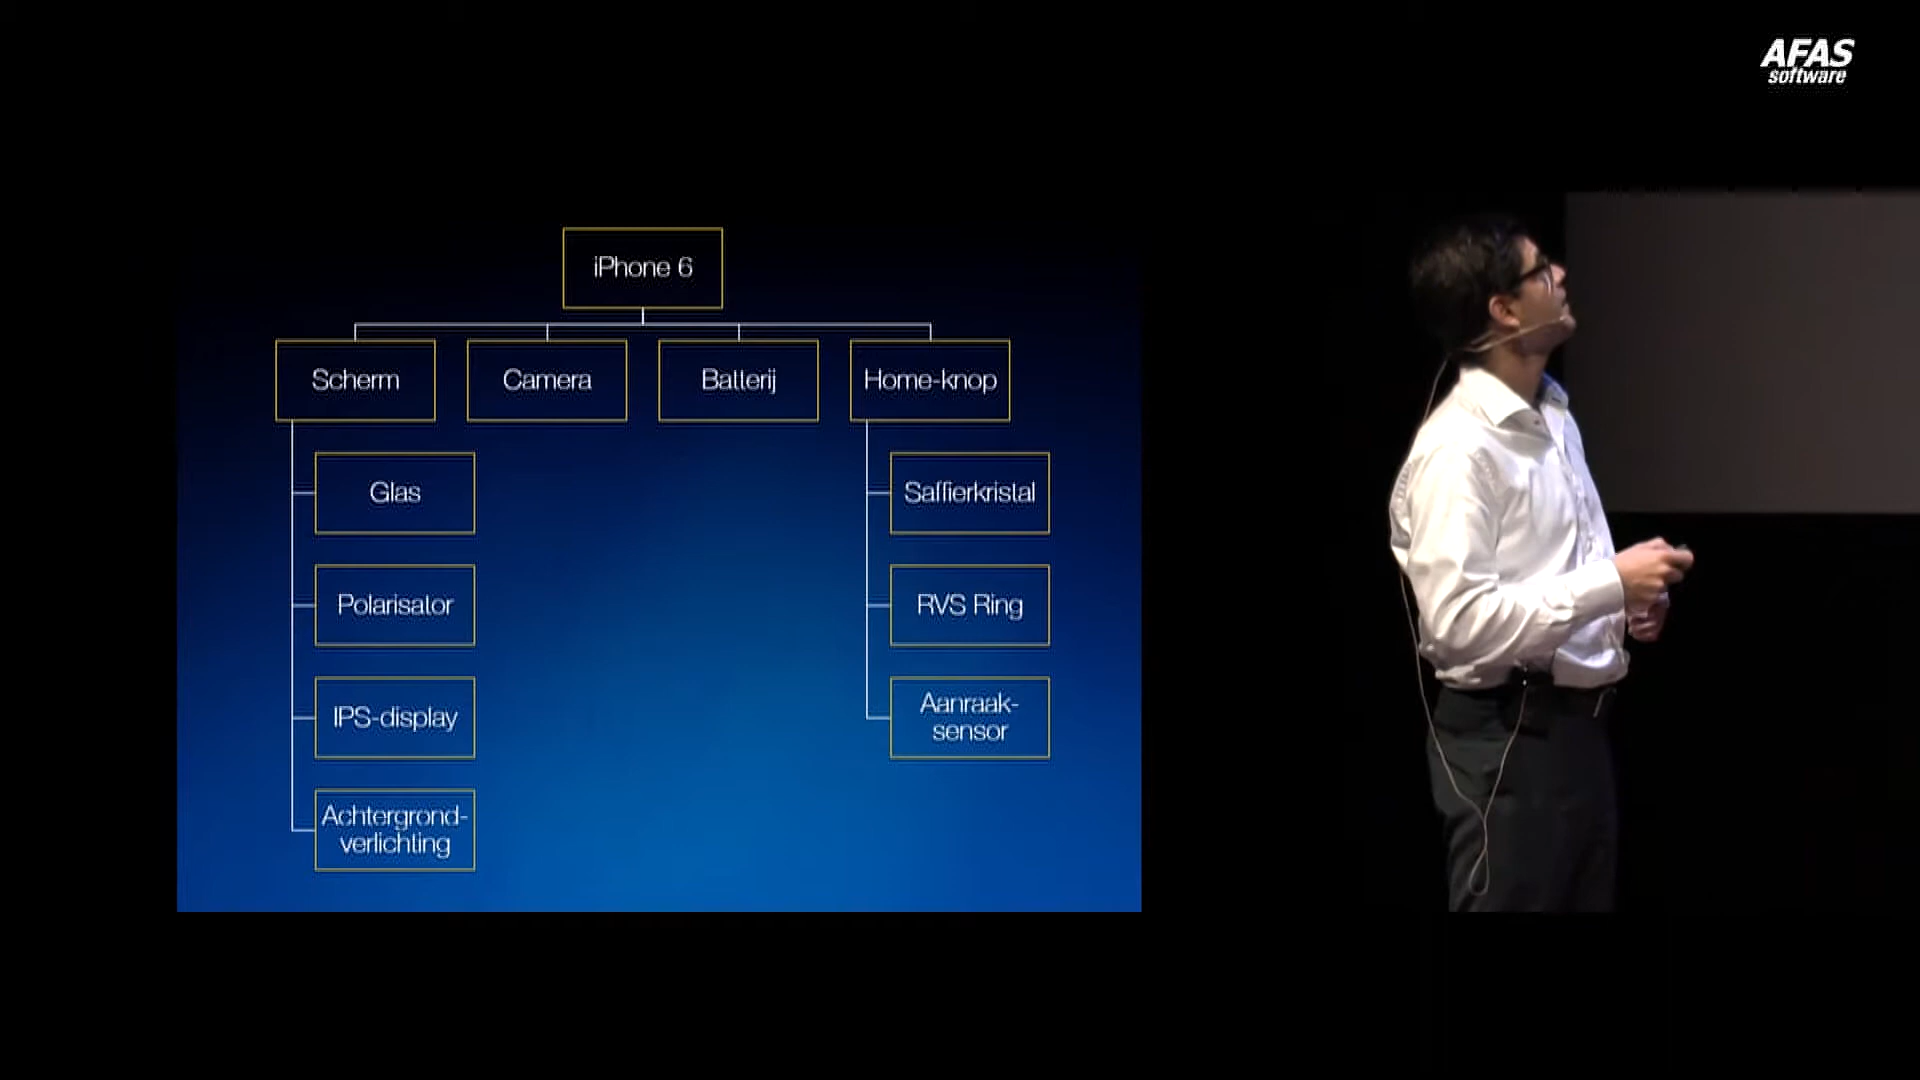 AFAS
software
iPhone 6
Scherm
Camera
Batterij
Home-knop
Glas
Saffierkristal
Polarisator
RVS Ring
IPS-display
Aanraak-
sensor
Achtergrond-
verlichting